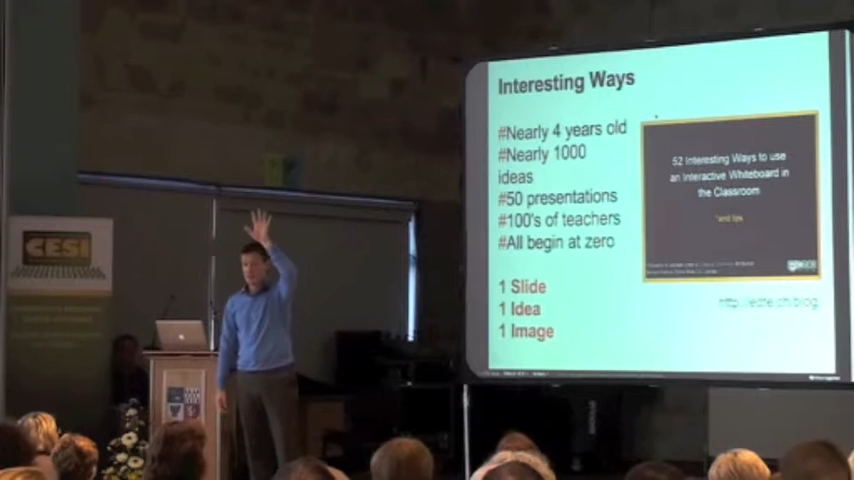 CESI
Interesting Ways
#Nearly 4 years old
#Nearly 1000
ideas
#50 presentations
#100's of teachers
#All begin at zero
1 Slide
1 Idea
1 Image
52 Interesting Ways to use
an Interactive Whiteboard in
the Classroom